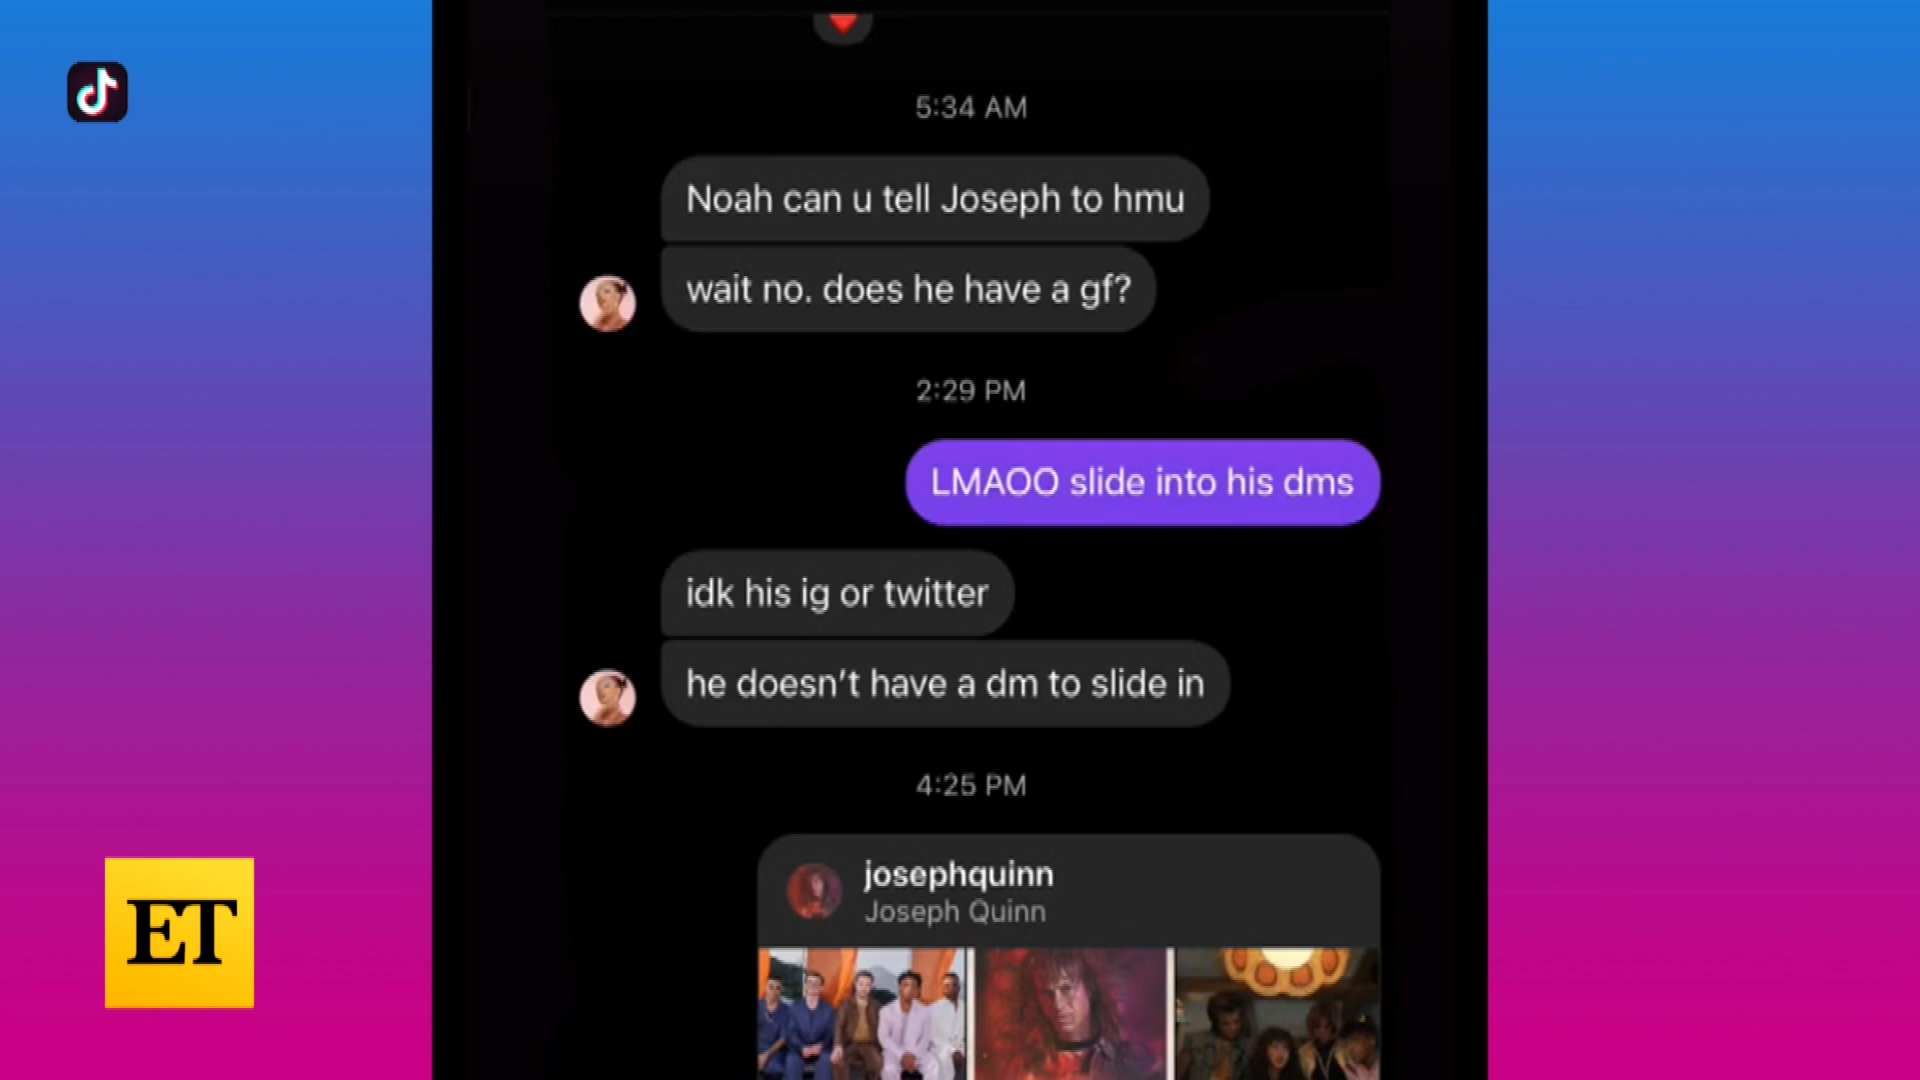 5:34 AM
Noah can u tell Joseph to hmu
wait no. does he have a gf?
2:29 PM
LMAOO slide into his dms
idk his ig or twitter
he doesn't have a dm to slide in
4:25 PM
josephquinn
Joseph Quinn
ET